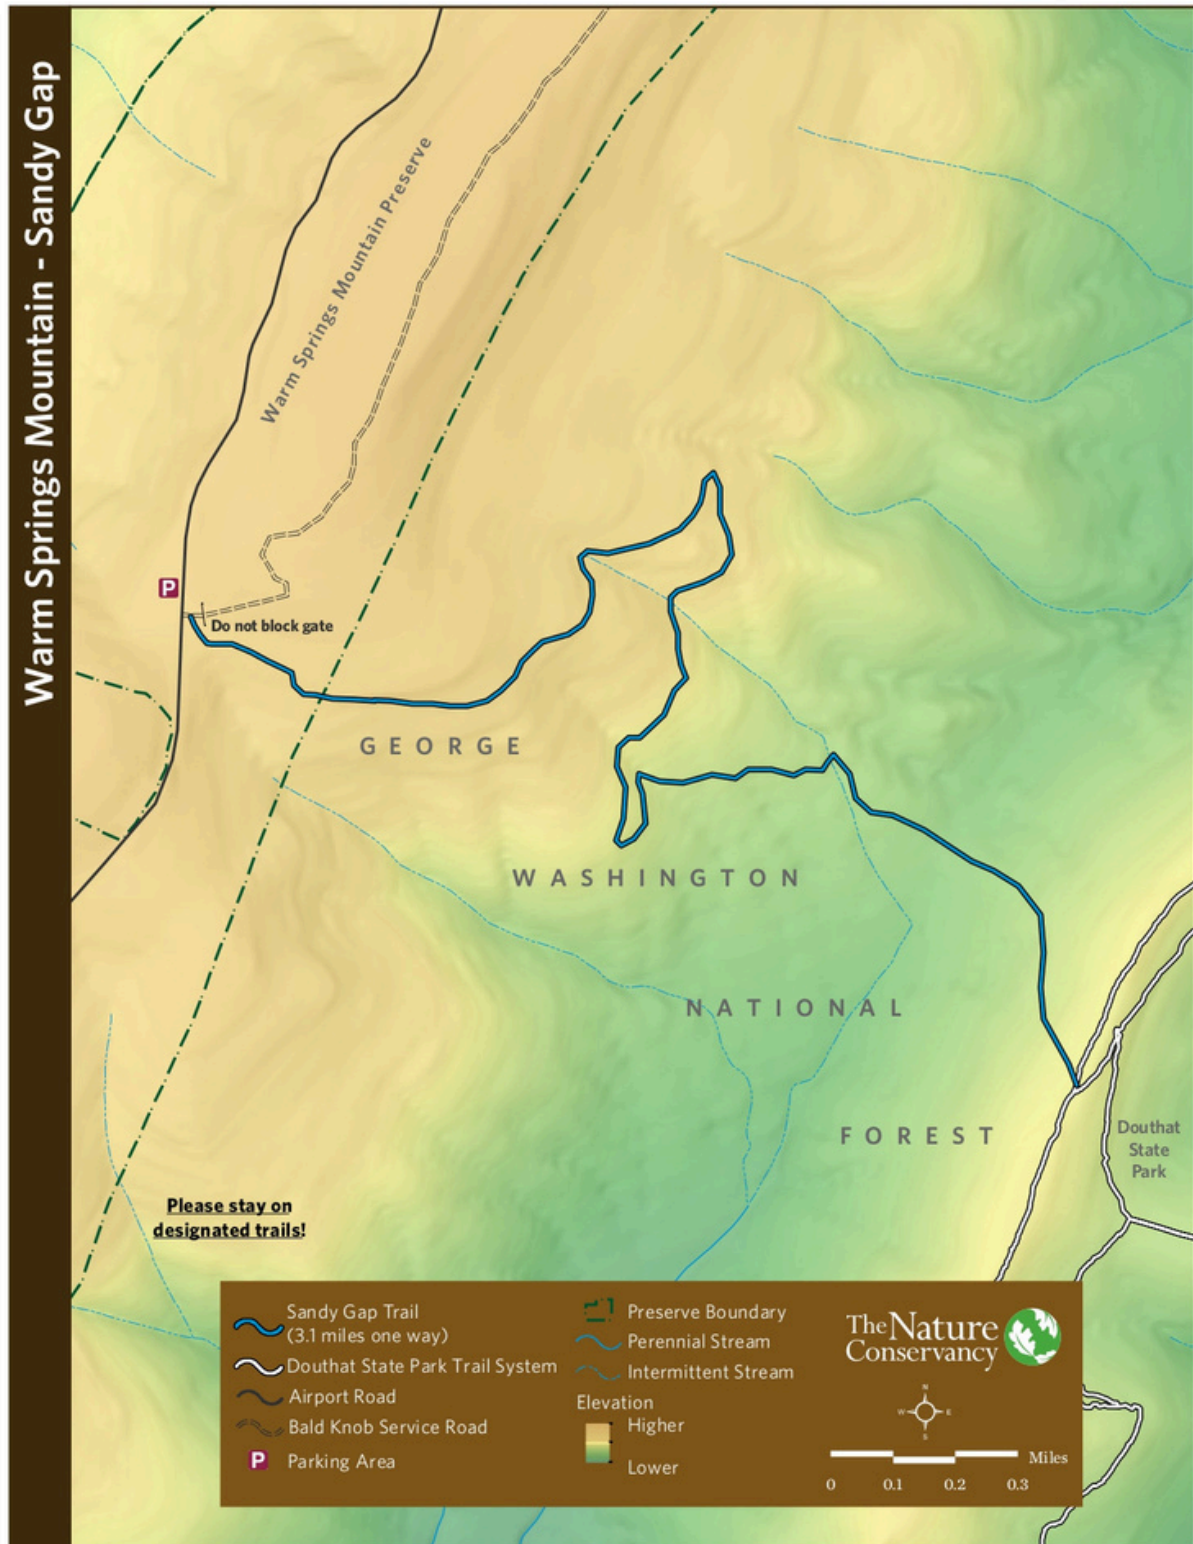 Warm Springs Mountain - Sandy Gap
Warm Springs Mountain Preserve
P
Do not block gate
GEORGE
WASHINGTON
NATIONAL
FOREST
Douthat
State
Park
Please stay on
designated trails!
Sandy Gap Trail
(3.1 miles one way)
Douthat State Park Trail System
Airport Road
Bald Knob Service Road
P Parking Area
Preserve Boundary
Perennial Stream
Intermittent Stream
Elevation
Higher
Lower
The Nature
Conservancy
N
W E
S
Miles
0 0.1 0.2 0.3